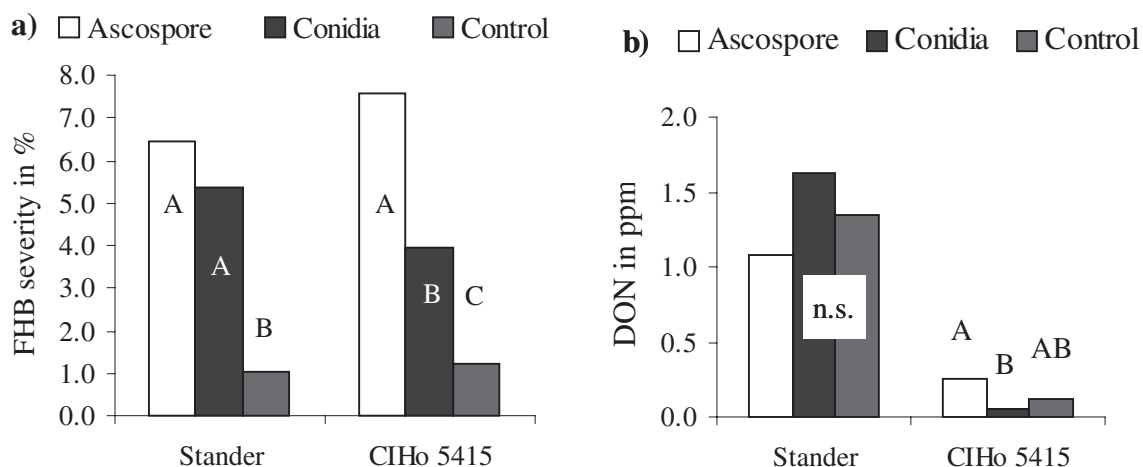 a) Ascospore Conidia Control
FHB severity in %
8.0
7.0
6.0
5.0
4.0
3.0
2.0
1.0
0.0
A
A
B
A
B
C
Stander CIHo 5415
b) Ascospore Conidia Control
DON in ppm
2.0
1.5
1.0
0.5
0.0
n.s.
A
B
AB
Stander CIHo 5415